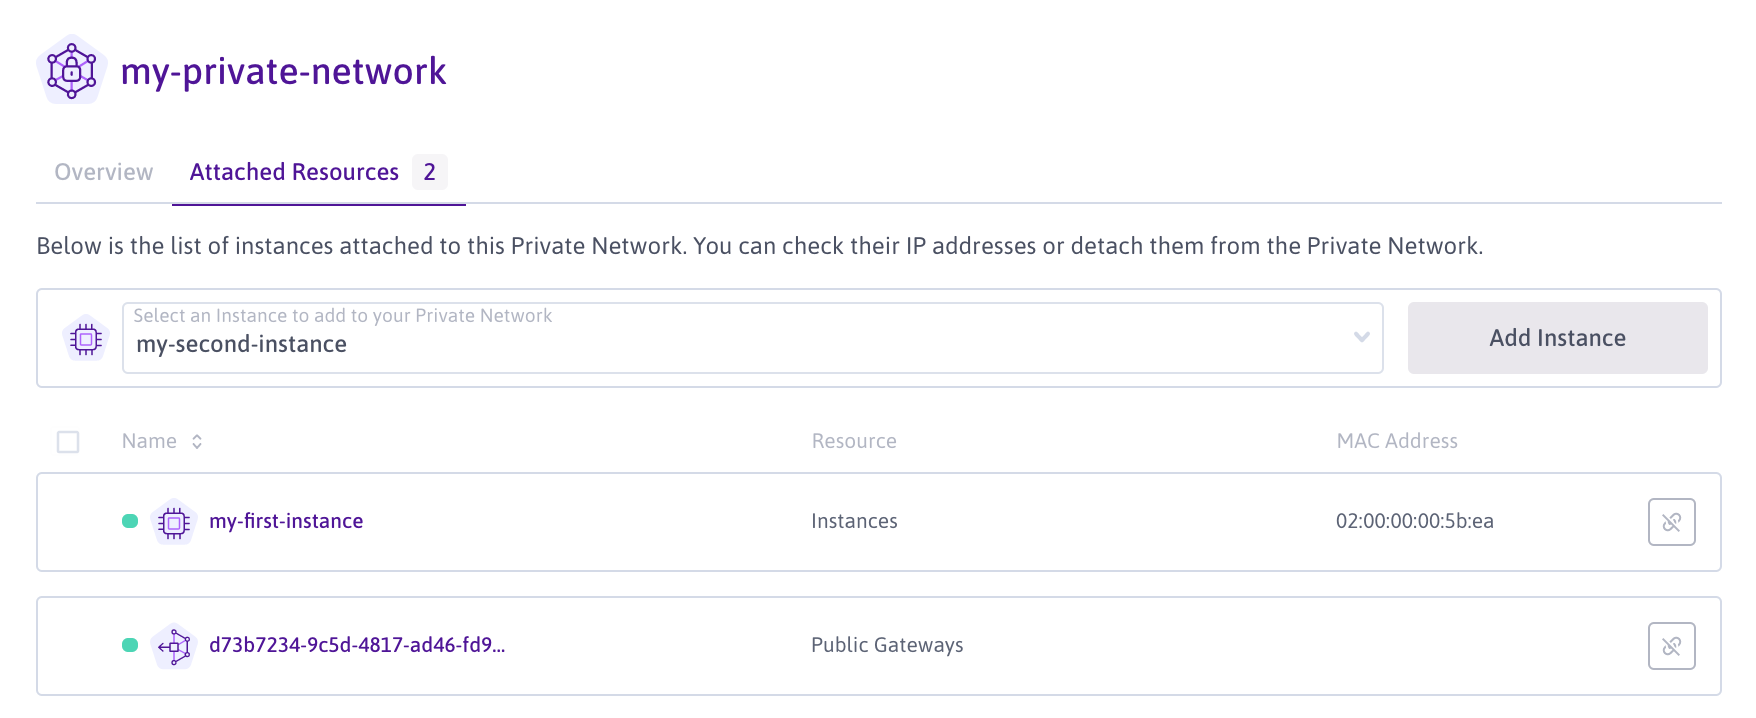 my-private-network
Overview Attached Resources 2
Below is the list of instances attached to this Private Network. You can check their IP addresses or detach them from the Private Network.
Select an Instance to add to your Private Network
my-second-instance
Add Instance
Name Resource MAC Address
my-first-instance Instances 02:00:00:00:5b:ea
d73b7234-9c5d-4817-ad46-fd9... Public Gateways